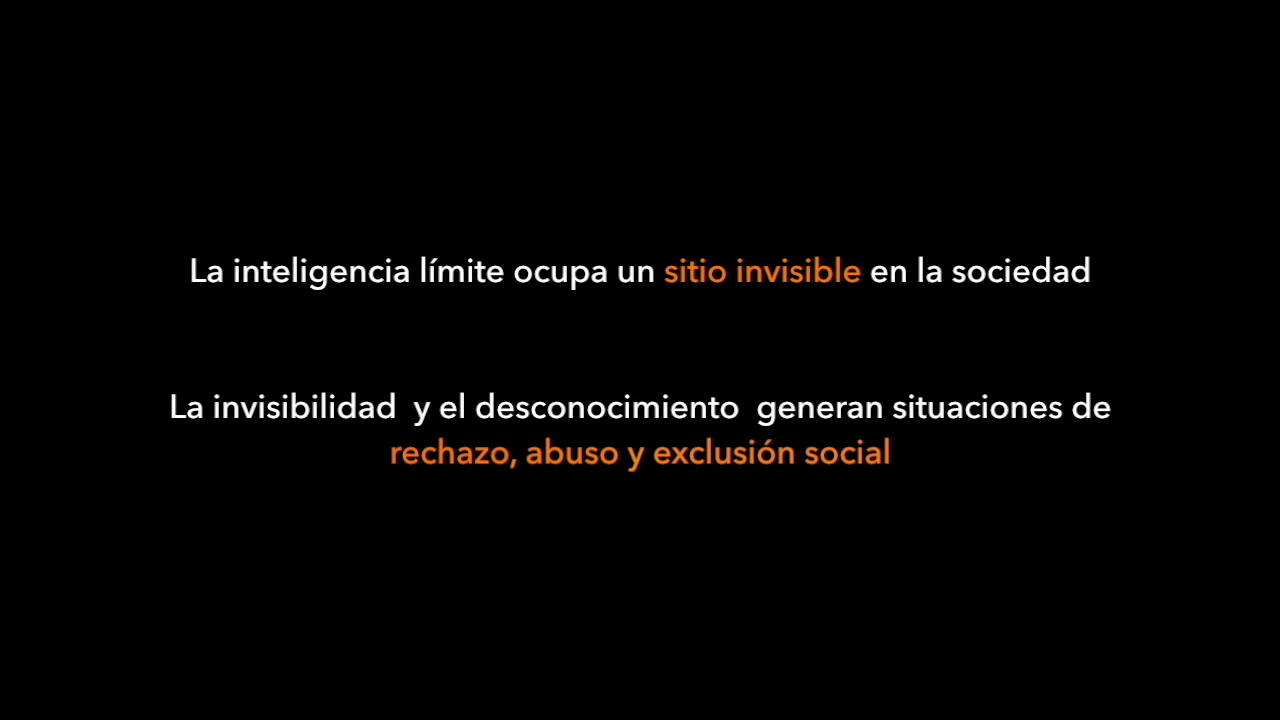 La inteligencia límite ocupa un sitio invisible en la sociedad
La invisibilidad y el desconocimiento generan situaciones de
rechazo, abuso y exclusión social